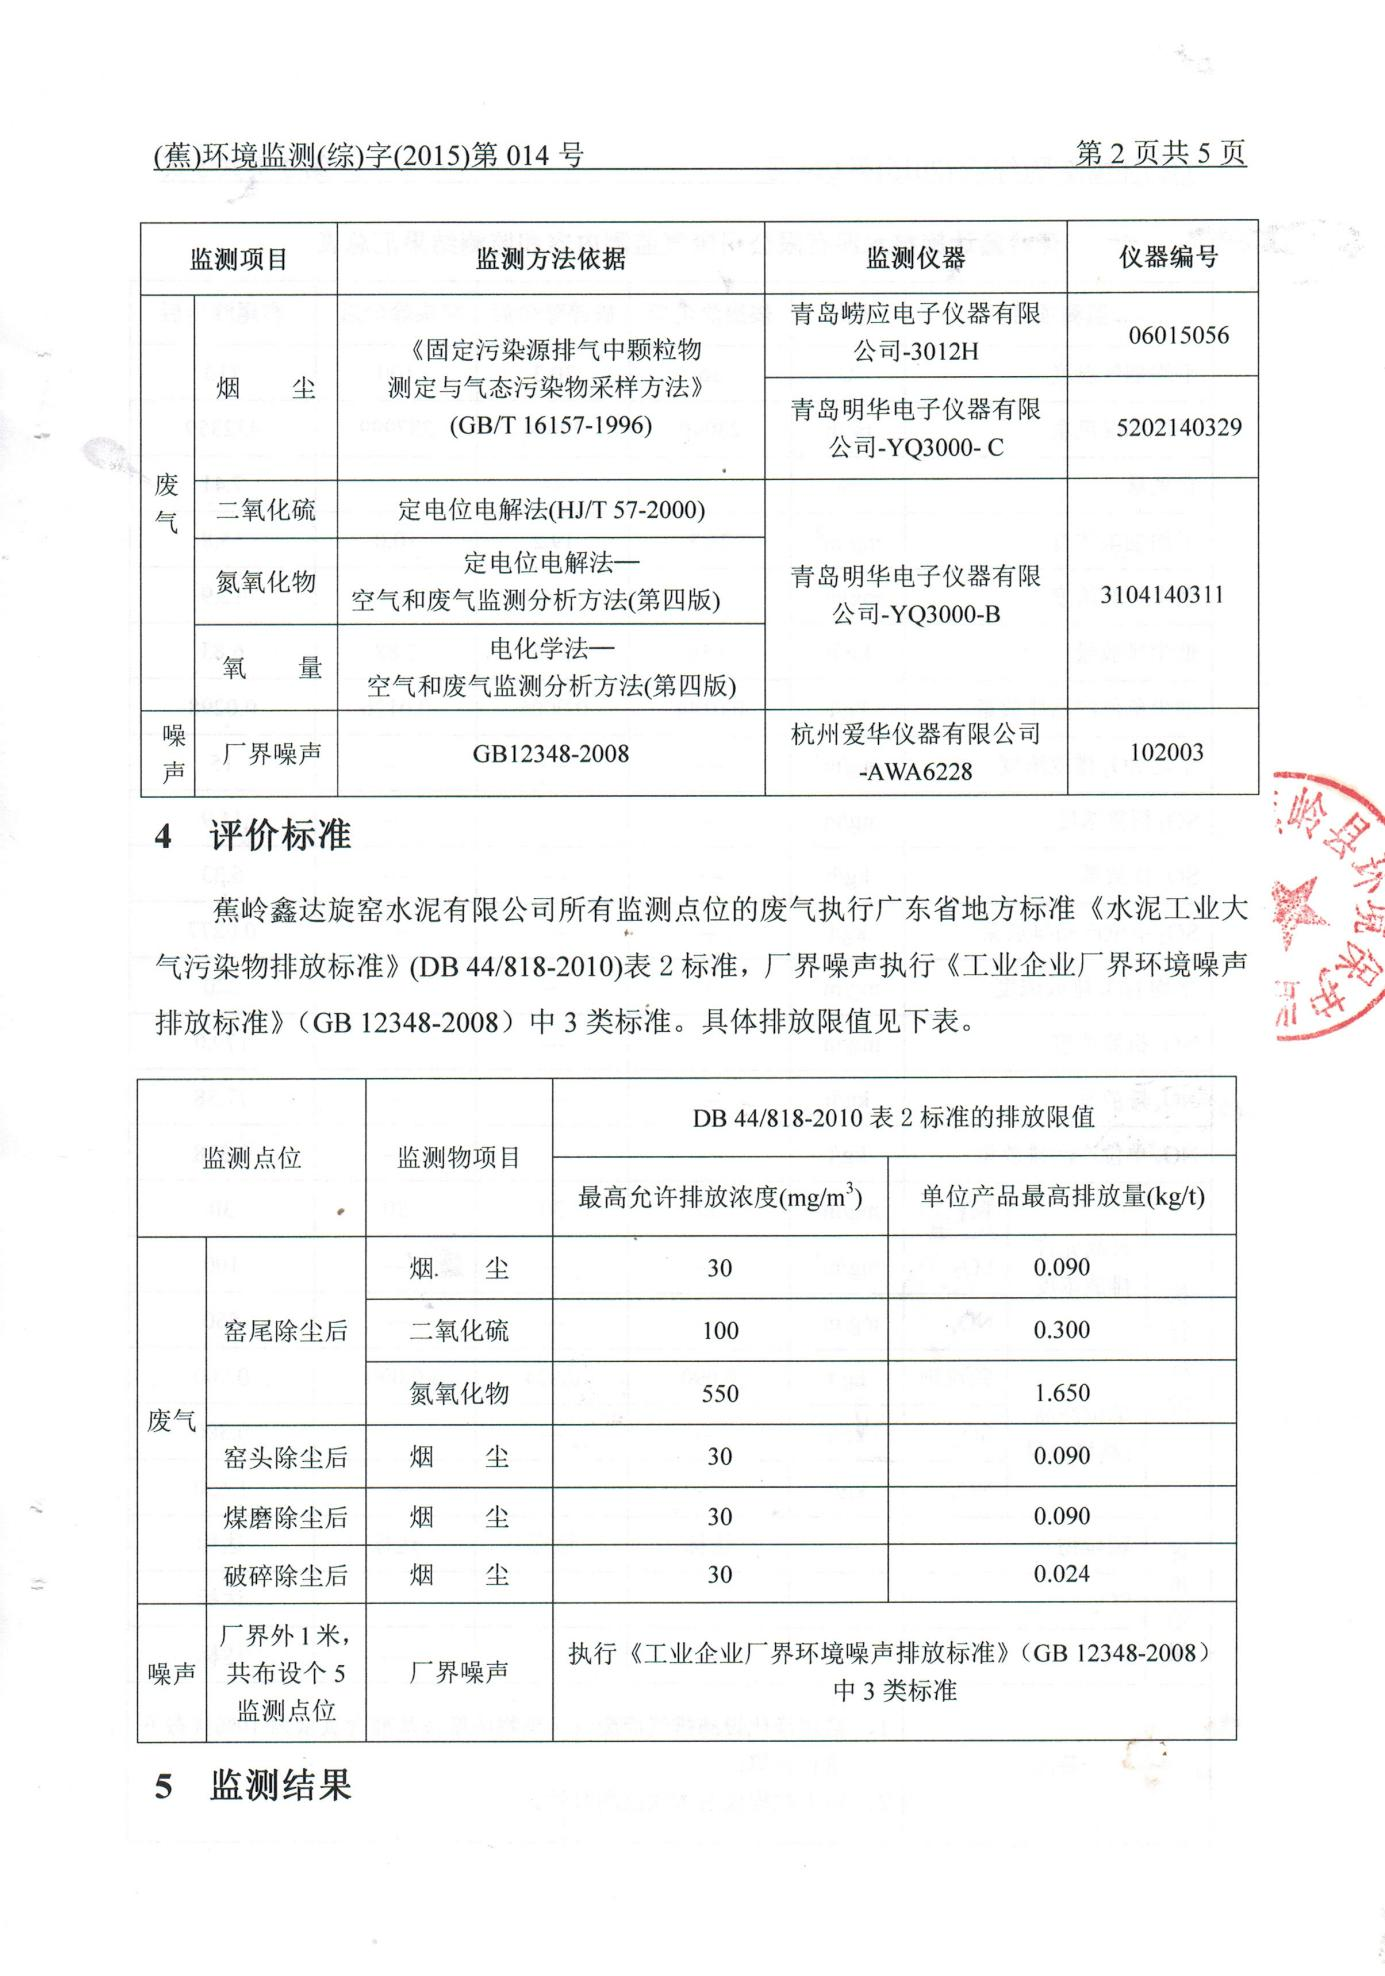 (蕉)环境监测(综)字(2015)第 014 号 第 2 页共 5 页
监测项目 监测方法依据 监测仪器 仪器编号
废气
烟 尘
《固定污染源排气中颗粒物
测定与气态污染物采样方法》
(GB/T 16157-1996)
青岛崂应电子仪器有限
公司-3012H
06015056
青岛明华电子仪器有限
公司-YQ3000- C
5202140329
二氧化硫 定电位电解法(HJ/T 57-2000)
氮氧化物
定电位电解法—
空气和废气监测分析方法(第四版)
青岛明华电子仪器有限
公司-YQ3000-B
3104140311
氧 量
电化学法—
空气和废气监测分析方法(第四版)
噪声
厂界噪声 GB12348-2008
杭州爱华仪器有限公司
-AWA6228
102003
4 评价标准
蕉岭鑫达旋窑水泥有限公司所有监测点位的废气执行广东省地方标准《水泥工业大
气污染物排放标准》(DB 44/818-2010)表 2 标准，厂界噪声执行《工业企业厂界环境噪声
排放标准》（GB 12348-2008）中 3 类标准。具体排放限值见下表。
监测点位 监测物项目 DB 44/818-2010 表 2 标准的排放限值
最高允许排放浓度(mg/m³) 单位产品最高排放量(kg/t)
废气
窑尾除尘后
烟 尘 30 0.090
二氧化硫 100 0.300
氮氧化物 550 1.650
窑头除尘后 烟 尘 30 0.090
煤磨除尘后 烟 尘 30 0.090
破碎除尘后 烟 尘 30 0.024
噪声
厂界外 1 米，
共布设个 5
监测点位
厂界噪声
执行《工业企业厂界环境噪声排放标准》（GB 12348-2008）
中 3 类标准
5 监测结果
岭县环境保护